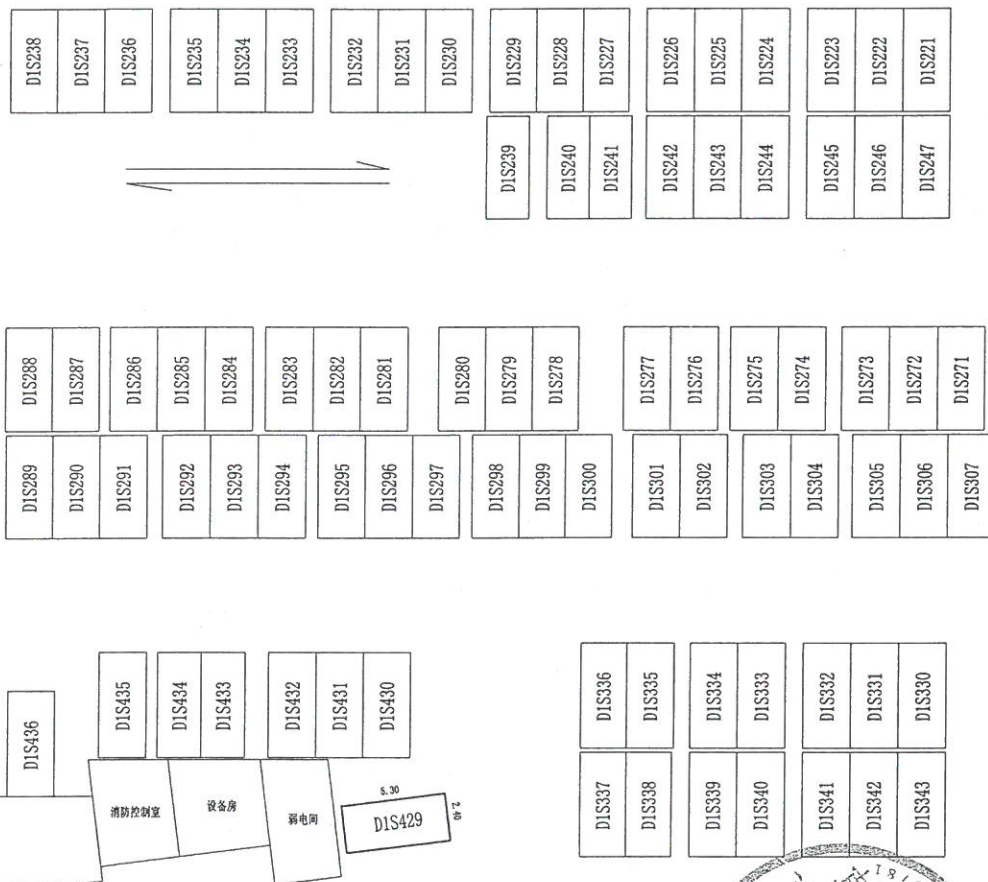 D1S238 D1S237 D1S236 D1S235 D1S234 D1S233 D1S232 D1S231 D1S230 D1S229 D1S228 D1S227 D1S226 D1S225 D1S224 D1S223 D1S222 D1S221
D1S239 D1S240 D1S241 D1S242 D1S243 D1S244 D1S245 D1S246 D1S247
D1S288 D1S287 D1S286 D1S285 D1S284 D1S283 D1S282 D1S281 D1S280 D1S279 D1S278 D1S277 D1S276 D1S275 D1S274 D1S273 D1S272 D1S271
D1S289 D1S290 D1S291 D1S292 D1S293 D1S294 D1S295 D1S296 D1S297 D1S298 D1S299 D1S300 D1S301 D1S302 D1S303 D1S304 D1S305 D1S306 D1S307
D1S436 D1S435 D1S434 D1S433 D1S432 D1S431 D1S430 D1S336 D1S335 D1S334 D1S333 D1S332 D1S331 D1S330
消防控制室 设备房 弱电间
5.30
2.40
D1S429
D1S337 D1S338 D1S339 D1S340 D1S341 D1S342 D1S343